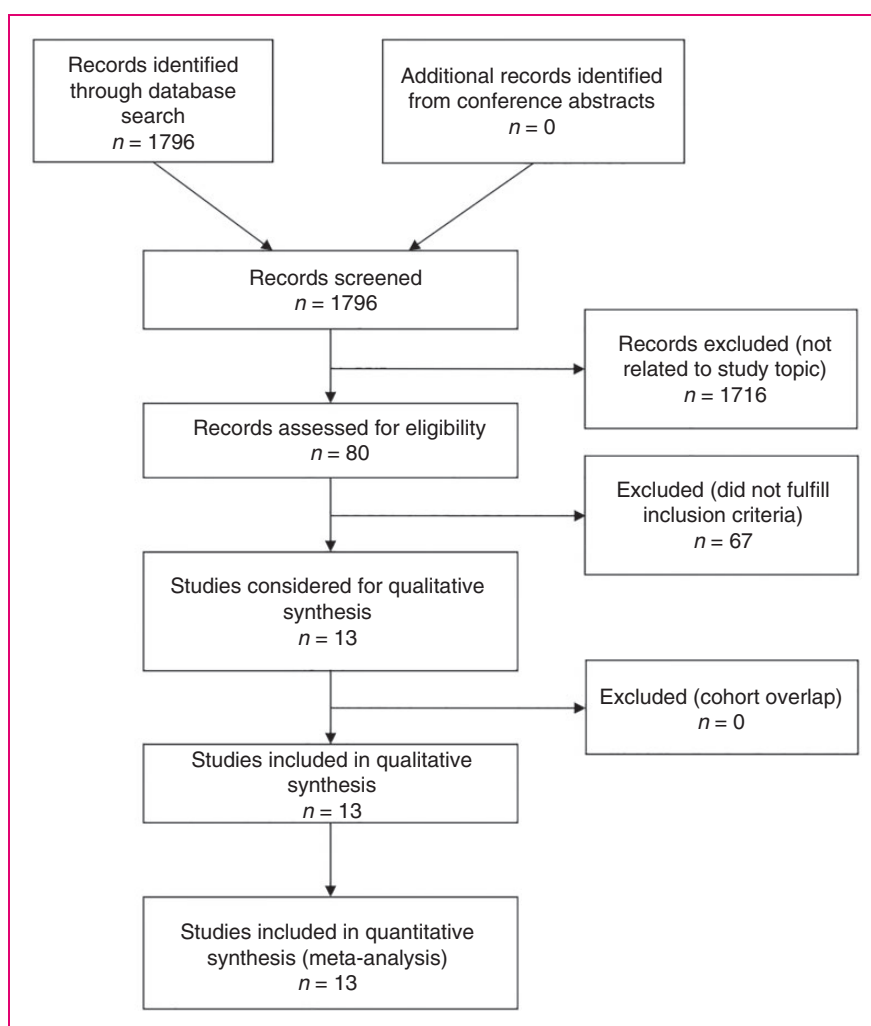 Records identified
through database
search
n = 1796
Additional records identified
from conference abstracts
n = 0
Records screened
n = 1796
Records excluded (not
related to study topic)
n = 1716
Records assessed for eligibility
n = 80
Excluded (did not fulfill
inclusion criteria)
n = 67
Studies considered for qualitative
synthesis
n = 13
Excluded (cohort overlap)
n = 0
Studies included in qualitative
synthesis
n = 13
Studies included in quantitative
synthesis (meta-analysis)
n = 13